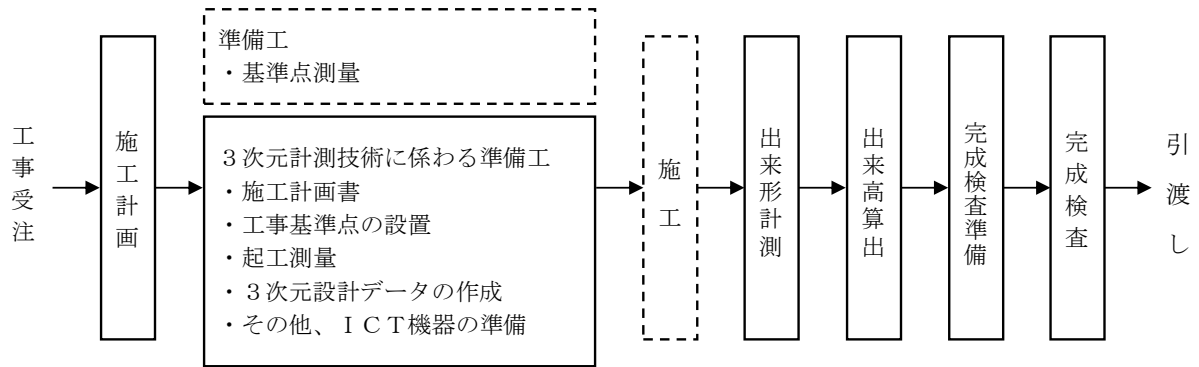 工事受注
施工計画
準備工
・基準点測量
３次元計測技術に係わる準備工
・施工計画書
・工事基準点の設置
・起工測量
・３次元設計データの作成
・その他、ＩＣＴ機器の準備
施工
出来形計測
出来高算出
完成検査準備
完成検査
引渡し